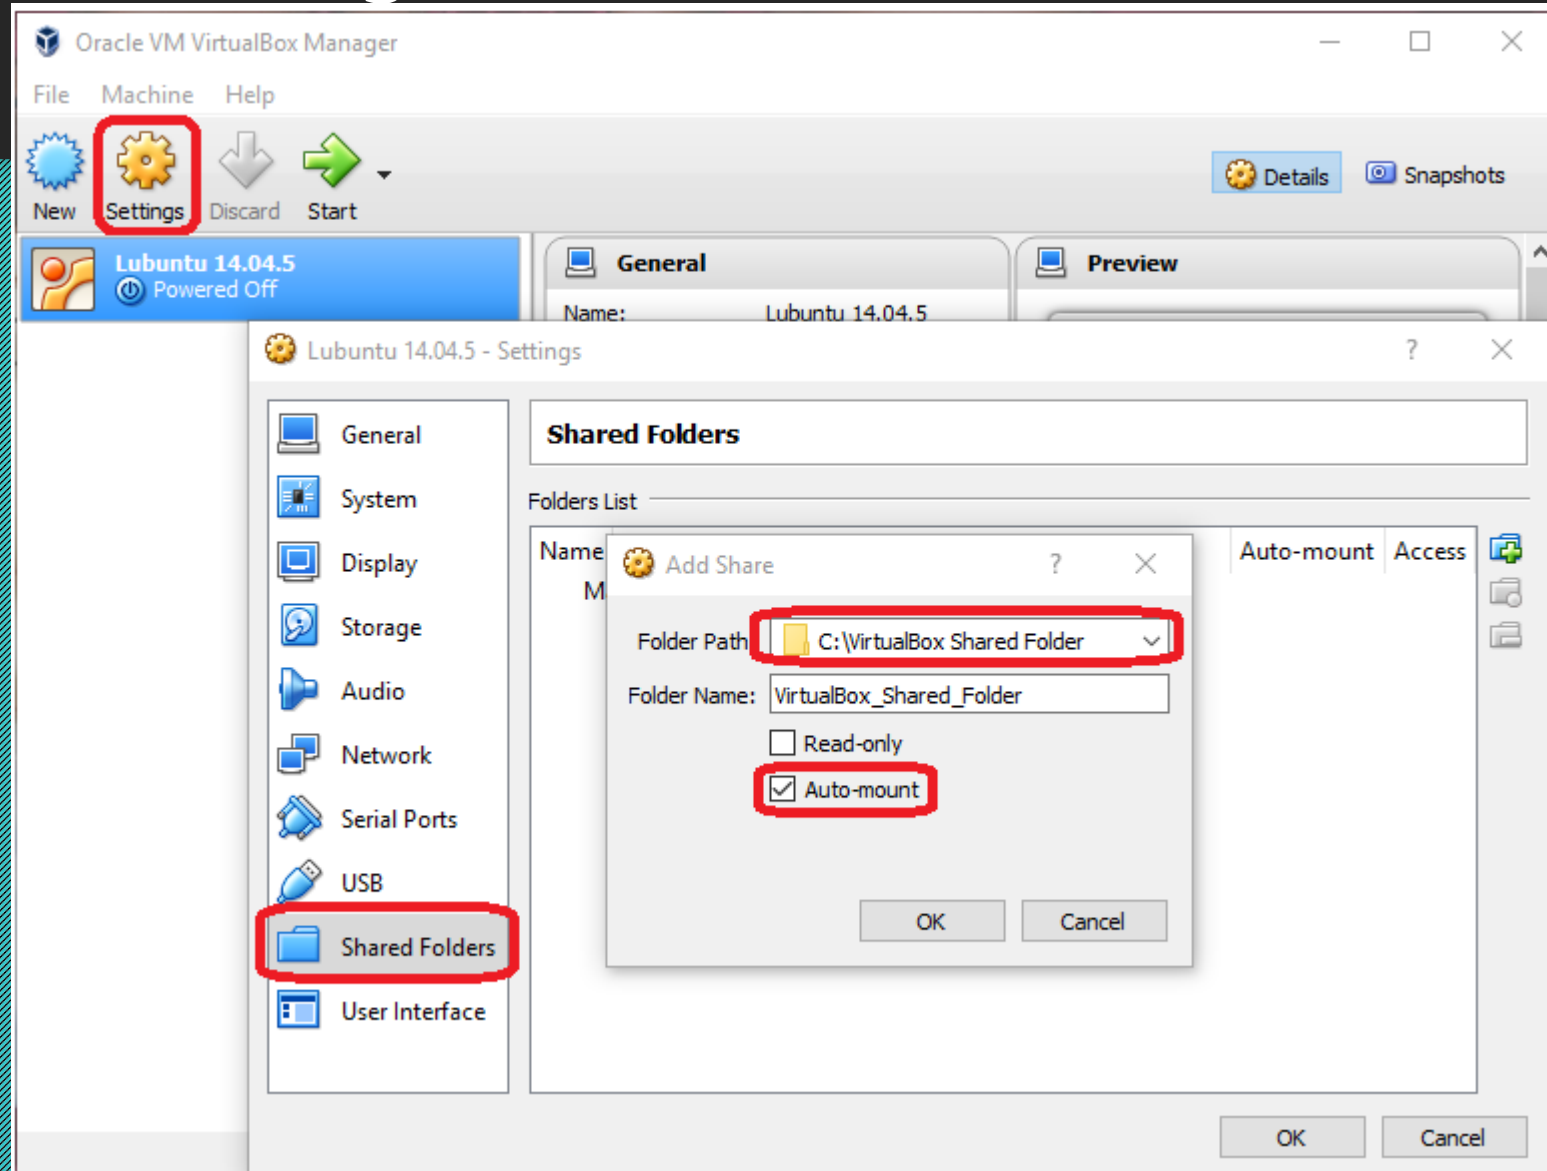 Oracle VM VirtualBox Manager
File Machine Help
New Settings Discard Start
Details Snapshots
Lubuntu 14.04.5
Powered Off
General
Preview
Name: Lubuntu 14.04.5
Lubuntu 14.04.5 - Settings ?
General
System
Display
Storage
Audio
Network
Serial Ports
USB
Shared Folders
User Interface
Shared Folders
Folders List
Name Auto-mount Access
M
Add Share ?
Folder Path
C:\VirtualBox Shared Folder
Folder Name: VirtualBox_Shared_Folder
Read-only
Auto-mount
OK Cancel
OK Cancel